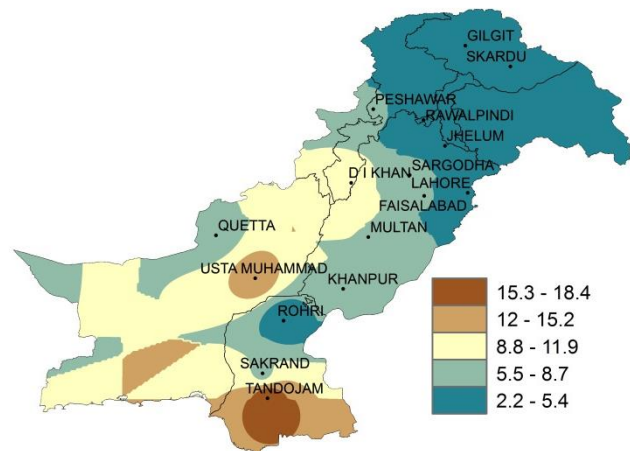 GILGIT
SKARDU
PESHAWAR
RAWALPINDI
JHELUM
SARGODHA
D I KHAN
LAHORE
FAISALABAD
MULTAN
QUETTA
USTA MUHAMMAD
KHANPUR
ROHRI
SAKRAND
TANDOJAM
15.3 - 18.4
12 - 15.2
8.8 - 11.9
5.5 - 8.7
2.2 - 5.4